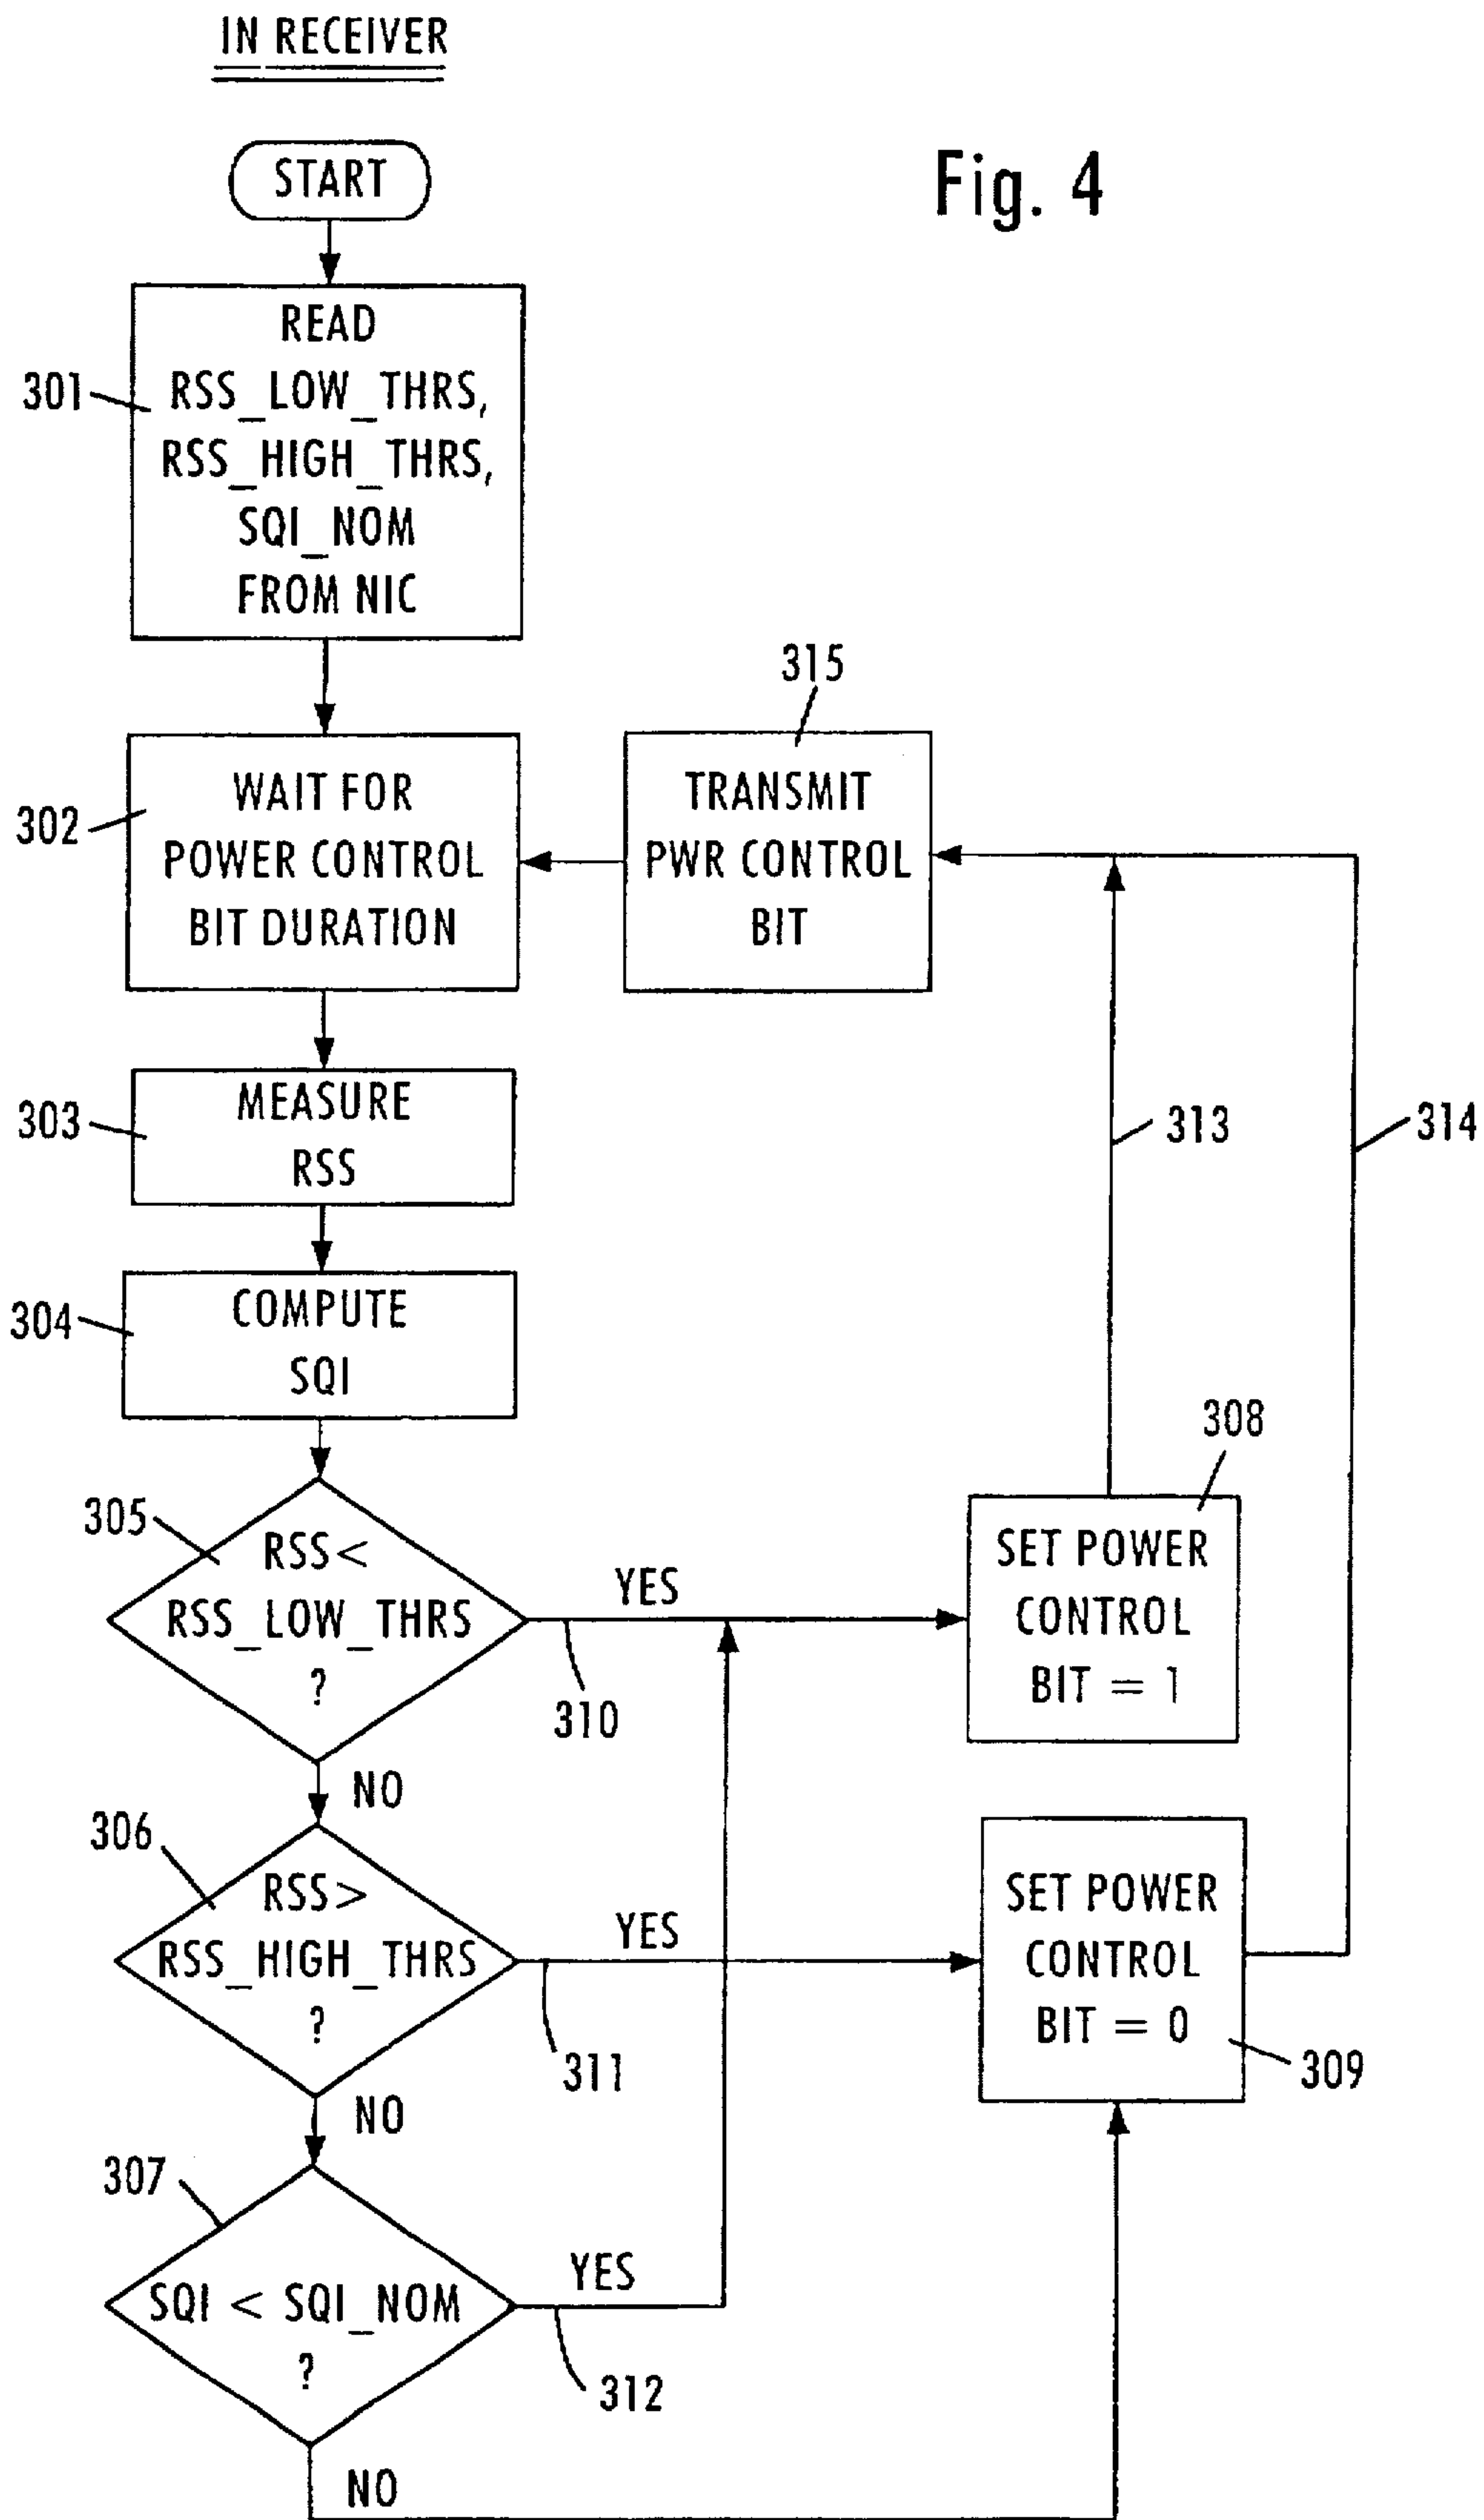 IN RECEIVER
Fig. 4
START
301
READ
RSS_LOW_THRS,
RSS_HIGH_THRS,
SQI_NOM
FROM NIC
302
WAIT FOR
POWER CONTROL
BIT DURATION
315
TRANSMIT
PWR CONTROL
BIT
303
MEASURE
RSS
313
314
304
COMPUTE
SQI
305
RSS<
RSS_LOW_THRS
?
YES
310
308
SET POWER
CONTROL
BIT = 1
NO
306
RSS>
RSS_HIGH_THRS
?
YES
311
SET POWER
CONTROL
BIT = 0
309
NO
307
SQI < SQI_NOM
?
YES
312
NO